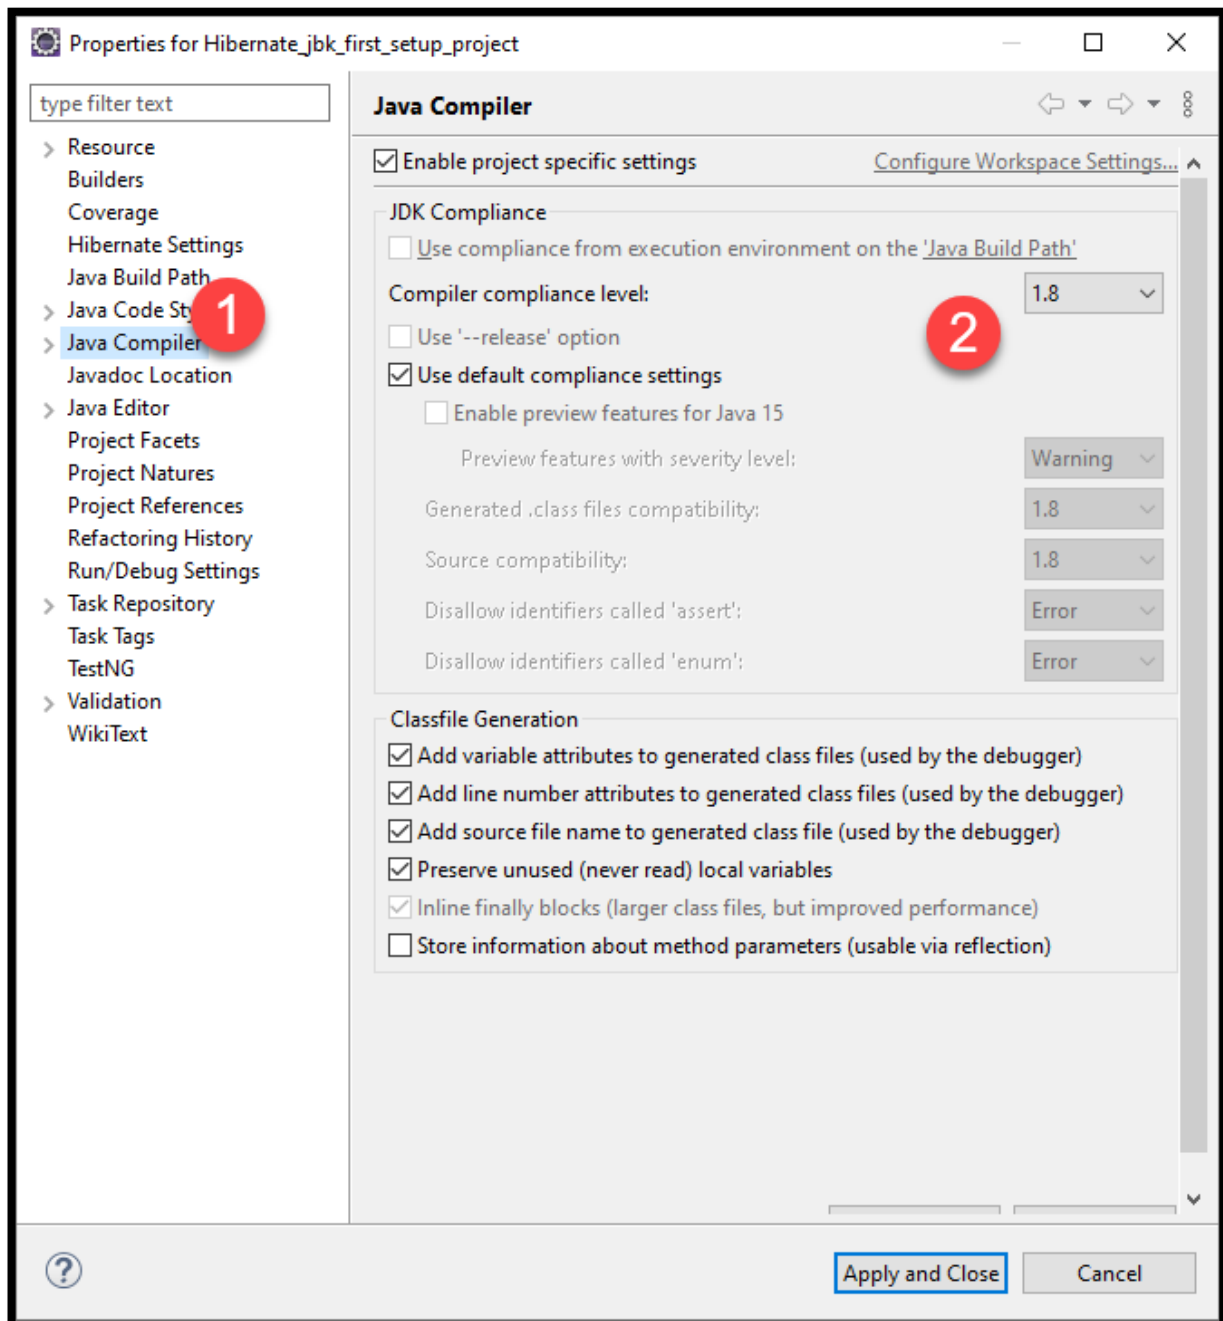 Properties for Hibernate_jbk_first_setup_project
type filter text
Resource
Builders
Coverage
Hibernate Settings
Java Build Path
Java Code Sty
1
Java Compiler
Javadoc Location
Java Editor
Project Facets
Project Natures
Project References
Refactoring History
Run/Debug Settings
Task Repository
Task Tags
TestNG
Validation
WikiText
Java Compiler
Enable project specific settings
Configure Workspace Settings...
JDK Compliance
Use compliance from execution environment on the 'Java Build Path'
Compiler compliance level: 1.8
2
Use '--release' option
Use default compliance settings
Enable preview features for Java 15
Preview features with severity level: Warning
Generated .class files compatibility: 1.8
Source compatibility: 1.8
Disallow identifiers called 'assert': Error
Disallow identifiers called 'enum': Error
Classfile Generation
Add variable attributes to generated class files (used by the debugger)
Add line number attributes to generated class files (used by the debugger)
Add source file name to generated class file (used by the debugger)
Preserve unused (never read) local variables
Inline finally blocks (larger class files, but improved performance)
Store information about method parameters (usable via reflection)
?
Apply and Close
Cancel